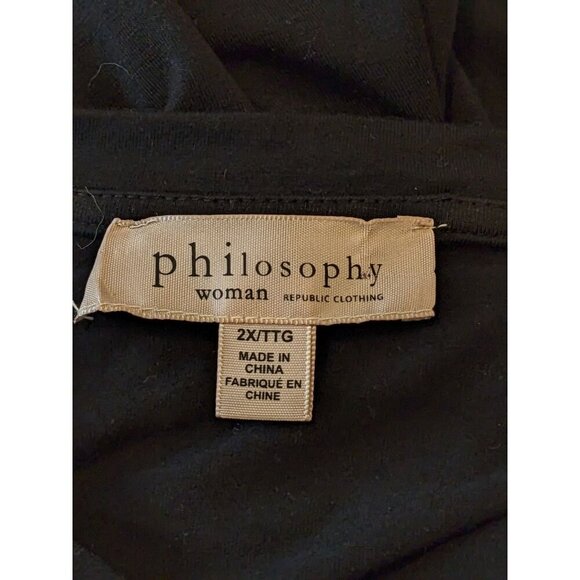 philosophy
woman REPUBLIC CLOTHING
2X/TTG
MADE IN
CHINA
FABRIQUÉ EN
CHINE